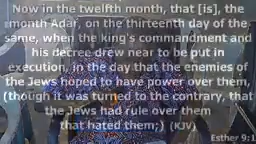 Now in the twelfth month, that [is], the
month Adar, on the thirteenth day of the
same, when the king's commandment and
his decree drew near to be put in
execution, in the day that the enemies of
the Jews hoped to have power over them,
(though it was turned to the contrary, that
the Jews had rule over them
that hated them;) (KJV)
Esther 9:1